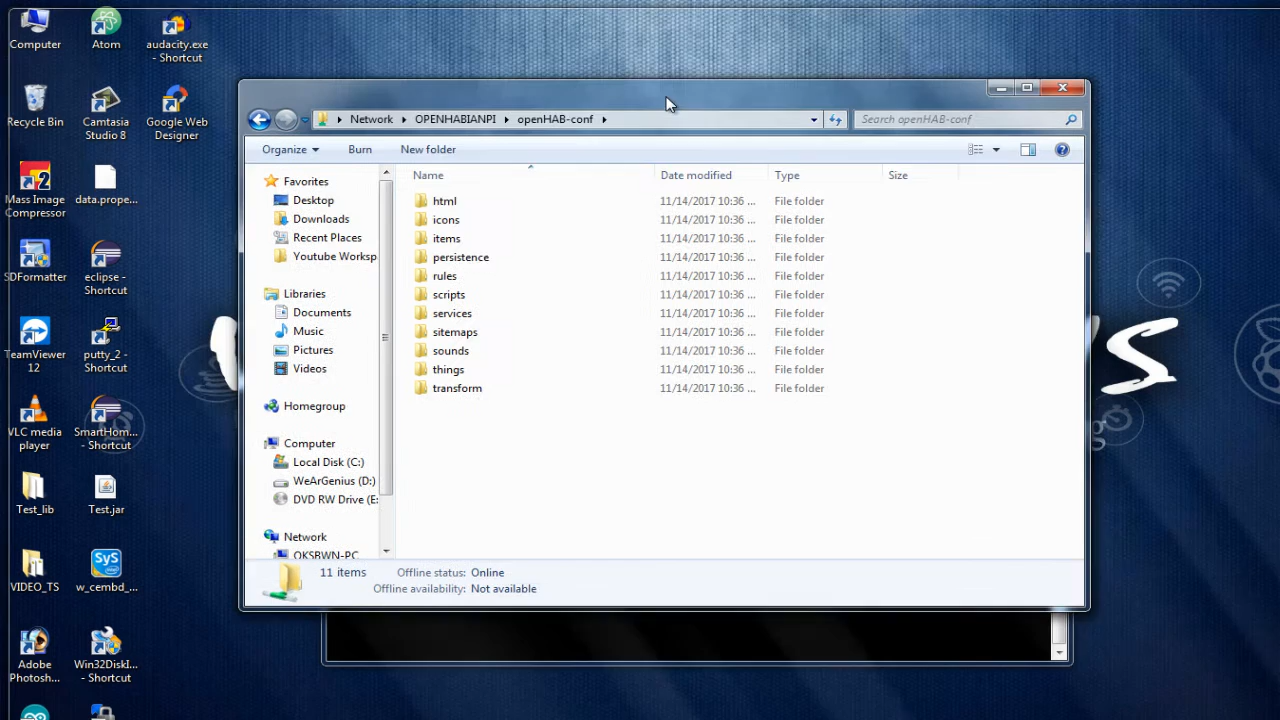 Computer
Atom
audacity.exe
- Shortcut
Recycle Bin
Camtasia
Studio 8
Google Web
Designer
Mass Image
Compressor
data.prope...
SDFormatter
eclipse -
Shortcut
TeamViewer
12
putty_2 -
Shortcut
VLC media
player
SmartHom...
- Shortcut
Test_lib
Test.jar
VIDEO_TS
SyS
w_cembd_...
Adobe
Photosh...
Win32DiskI...
- Shortcut
Network OPENHABIANPI openHAB-conf
Search openHAB-conf
Organize Burn New folder
Name Date modified Type Size
Favorites
Desktop
Downloads
Recent Places
Youtube Worksp
Libraries
Documents
Music
Pictures
Videos
Homegroup
Computer
Local Disk (C:)
WeArGenius (D:)
DVD RW Drive (E:
Network
OKSBWN-PC
html 11/14/2017 10:36 ... File folder
icons 11/14/2017 10:36 ... File folder
items 11/14/2017 10:36 ... File folder
persistence 11/14/2017 10:36 ... File folder
rules 11/14/2017 10:36 ... File folder
scripts 11/14/2017 10:36 ... File folder
services 11/14/2017 10:36 ... File folder
sitemaps 11/14/2017 10:36 ... File folder
sounds 11/14/2017 10:36 ... File folder
things 11/14/2017 10:36 ... File folder
transform 11/14/2017 10:36 ... File folder
11 items Offline status: Online
Offline availability: Not available